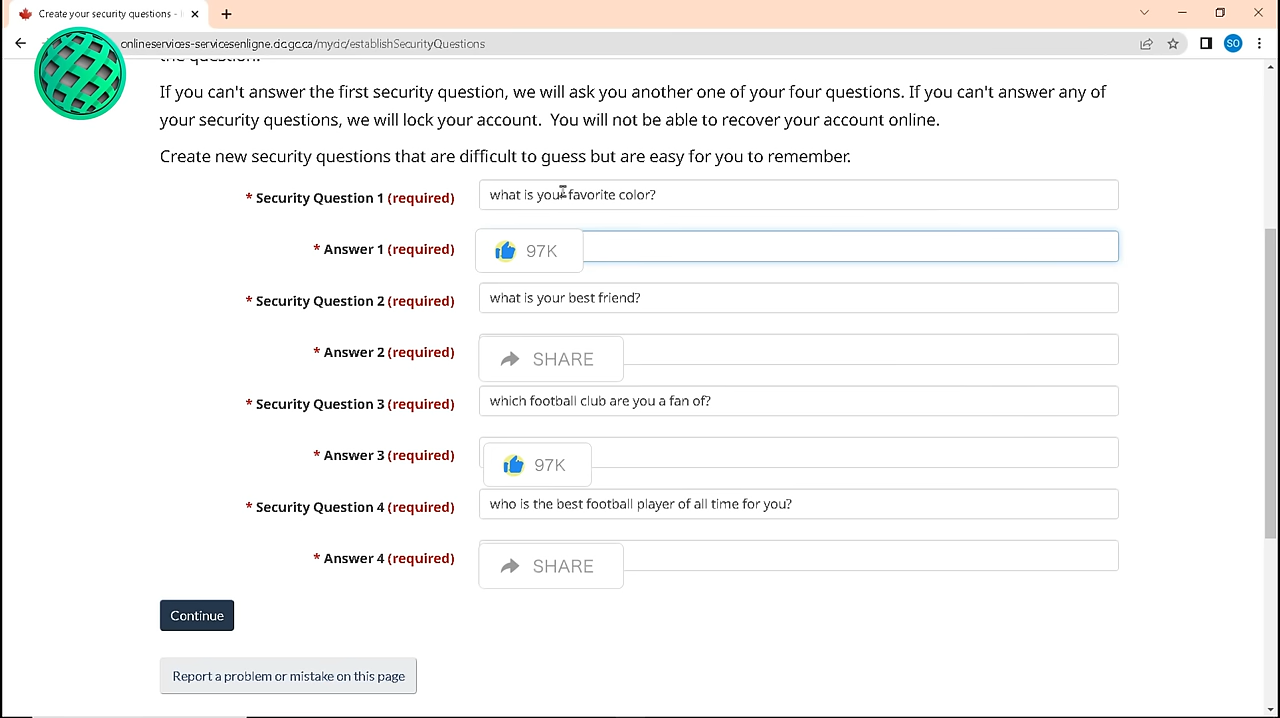 Create your security questions -
onlineservices-servicesenligne.cic.gc.ca/mycic/establishSecurityQuestions
SO
the question.
If you can't answer the first security question, we will ask you another one of your four questions. If you can't answer any of
your security questions, we will lock your account. You will not be able to recover your account online.
Create new security questions that are difficult to guess but are easy for you to remember.
* Security Question 1 (required) what is your favorite color?
* Answer 1 (required) 97K
* Security Question 2 (required) what is your best friend?
* Answer 2 (required) SHARE
* Security Question 3 (required) which football club are you a fan of?
* Answer 3 (required) 97K
* Security Question 4 (required) who is the best football player of all time for you?
* Answer 4 (required) SHARE
Continue
Report a problem or mistake on this page